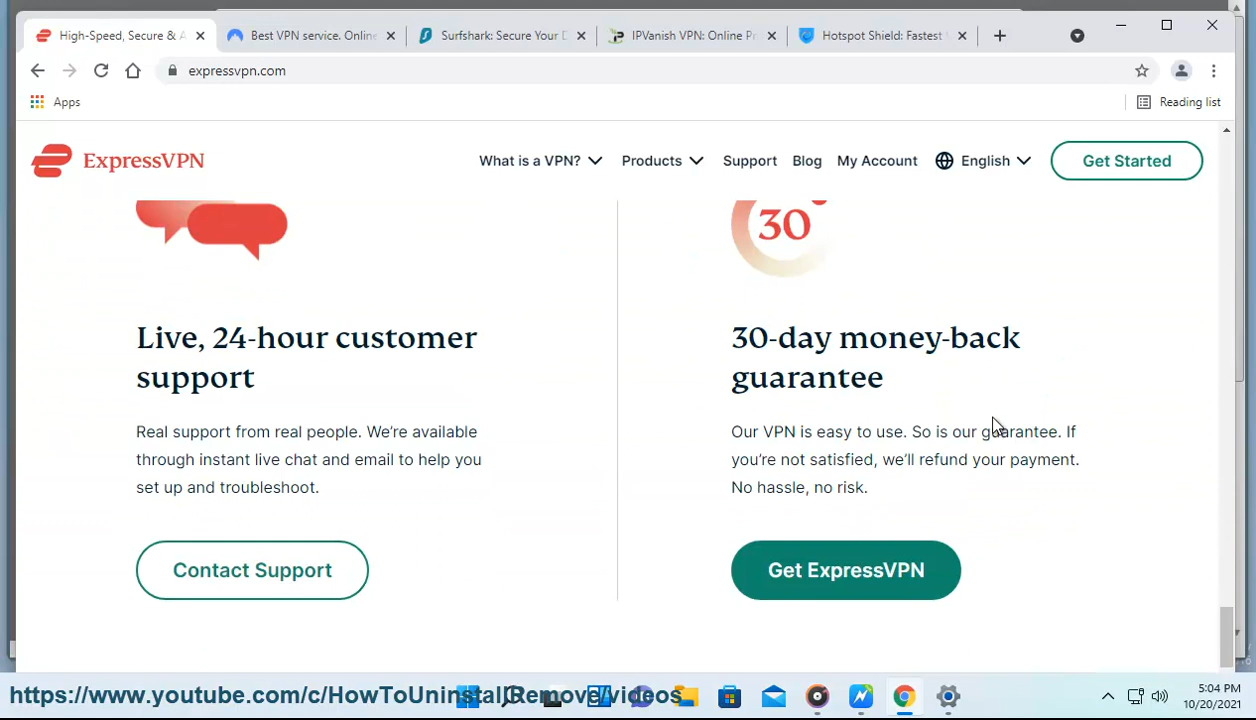 High-Speed, Secure & A
Best VPN service. Online
Surfshark: Secure Your D
IPVanish VPN: Online Pr
Hotspot Shield: Fastest
expressvpn.com
Apps
Reading list
ExpressVPN
What is a VPN?
Products
Support
Blog
My Account
English
Get Started
30
Live, 24-hour customer
support
Real support from real people. We're available
through instant live chat and email to help you
set up and troubleshoot.
Contact Support
30-day money-back
guarantee
Our VPN is easy to use. So is our guarantee. If
you're not satisfied, we'll refund your payment.
No hassle, no risk.
Get ExpressVPN
https://www.youtube.com/c/HowToUninstallRemove/videos
5:04 PM
10/20/2021